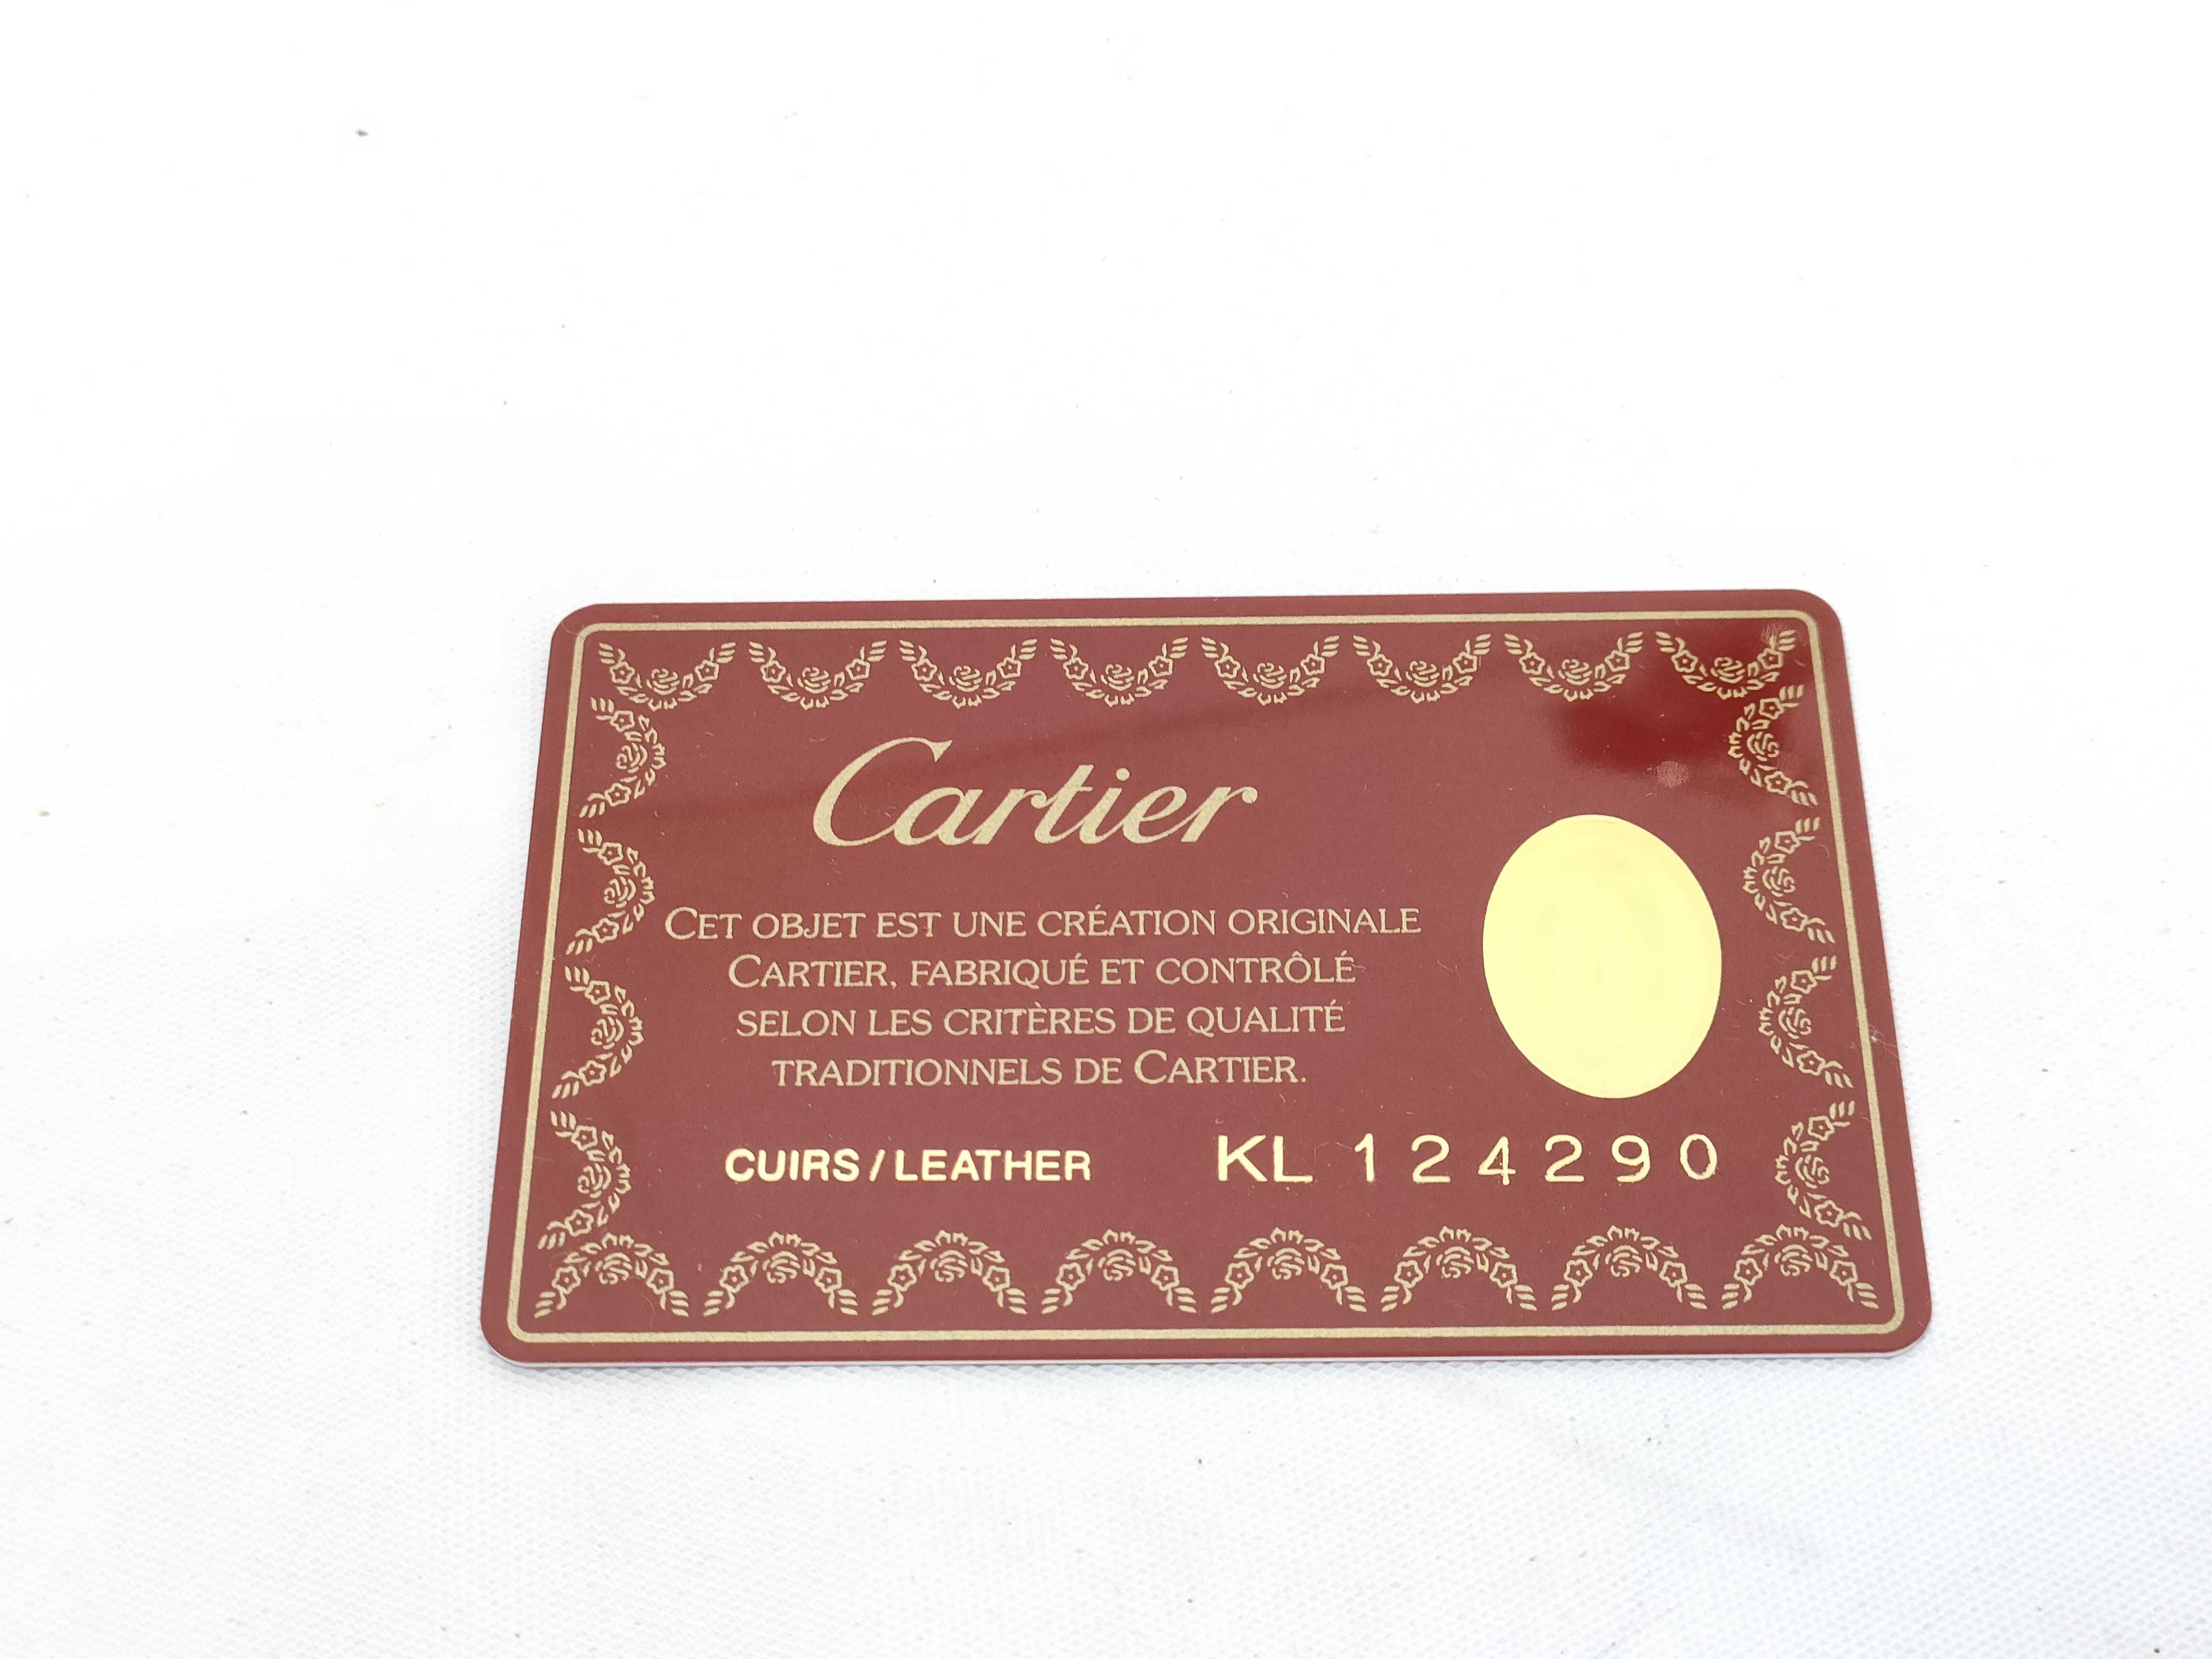 Cartier
CET OBJET EST UNE CRÉATION ORIGINALE
CARTIER, FABRIQUÉ ET CONTRÔLÉ
SELON LES CRITÈRES DE QUALITÉ
TRADITIONNELS DE CARTIER.
CUIRS/LEATHER KL 124290